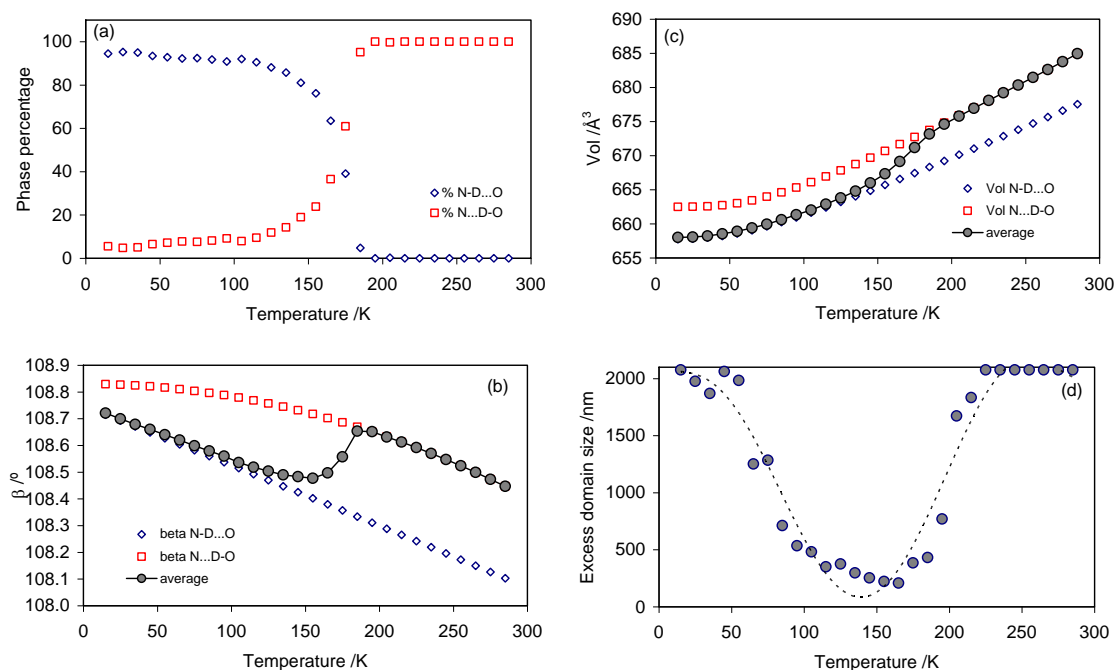 (a)
Phase percentage
100
80
60
40
20
0
% N-D...O
% N...D-O
0 50 100 150 200 250 300
Temperature /K
(c)
Vol /Å³
690
685
680
675
670
665
660
655
Vol N-D...O
Vol N...D-O
average
0 50 100 150 200 250 300
Temperature /K
(b)
β /º
108.9
108.8
108.7
108.6
108.5
108.4
108.3
108.2
108.1
108.0
beta N-D...O
beta N...D-O
average
0 50 100 150 200 250 300
Temperature /K
(d)
Excess domain size /nm
2000
1500
1000
500
0
0 50 100 150 200 250 300
Temperature /K